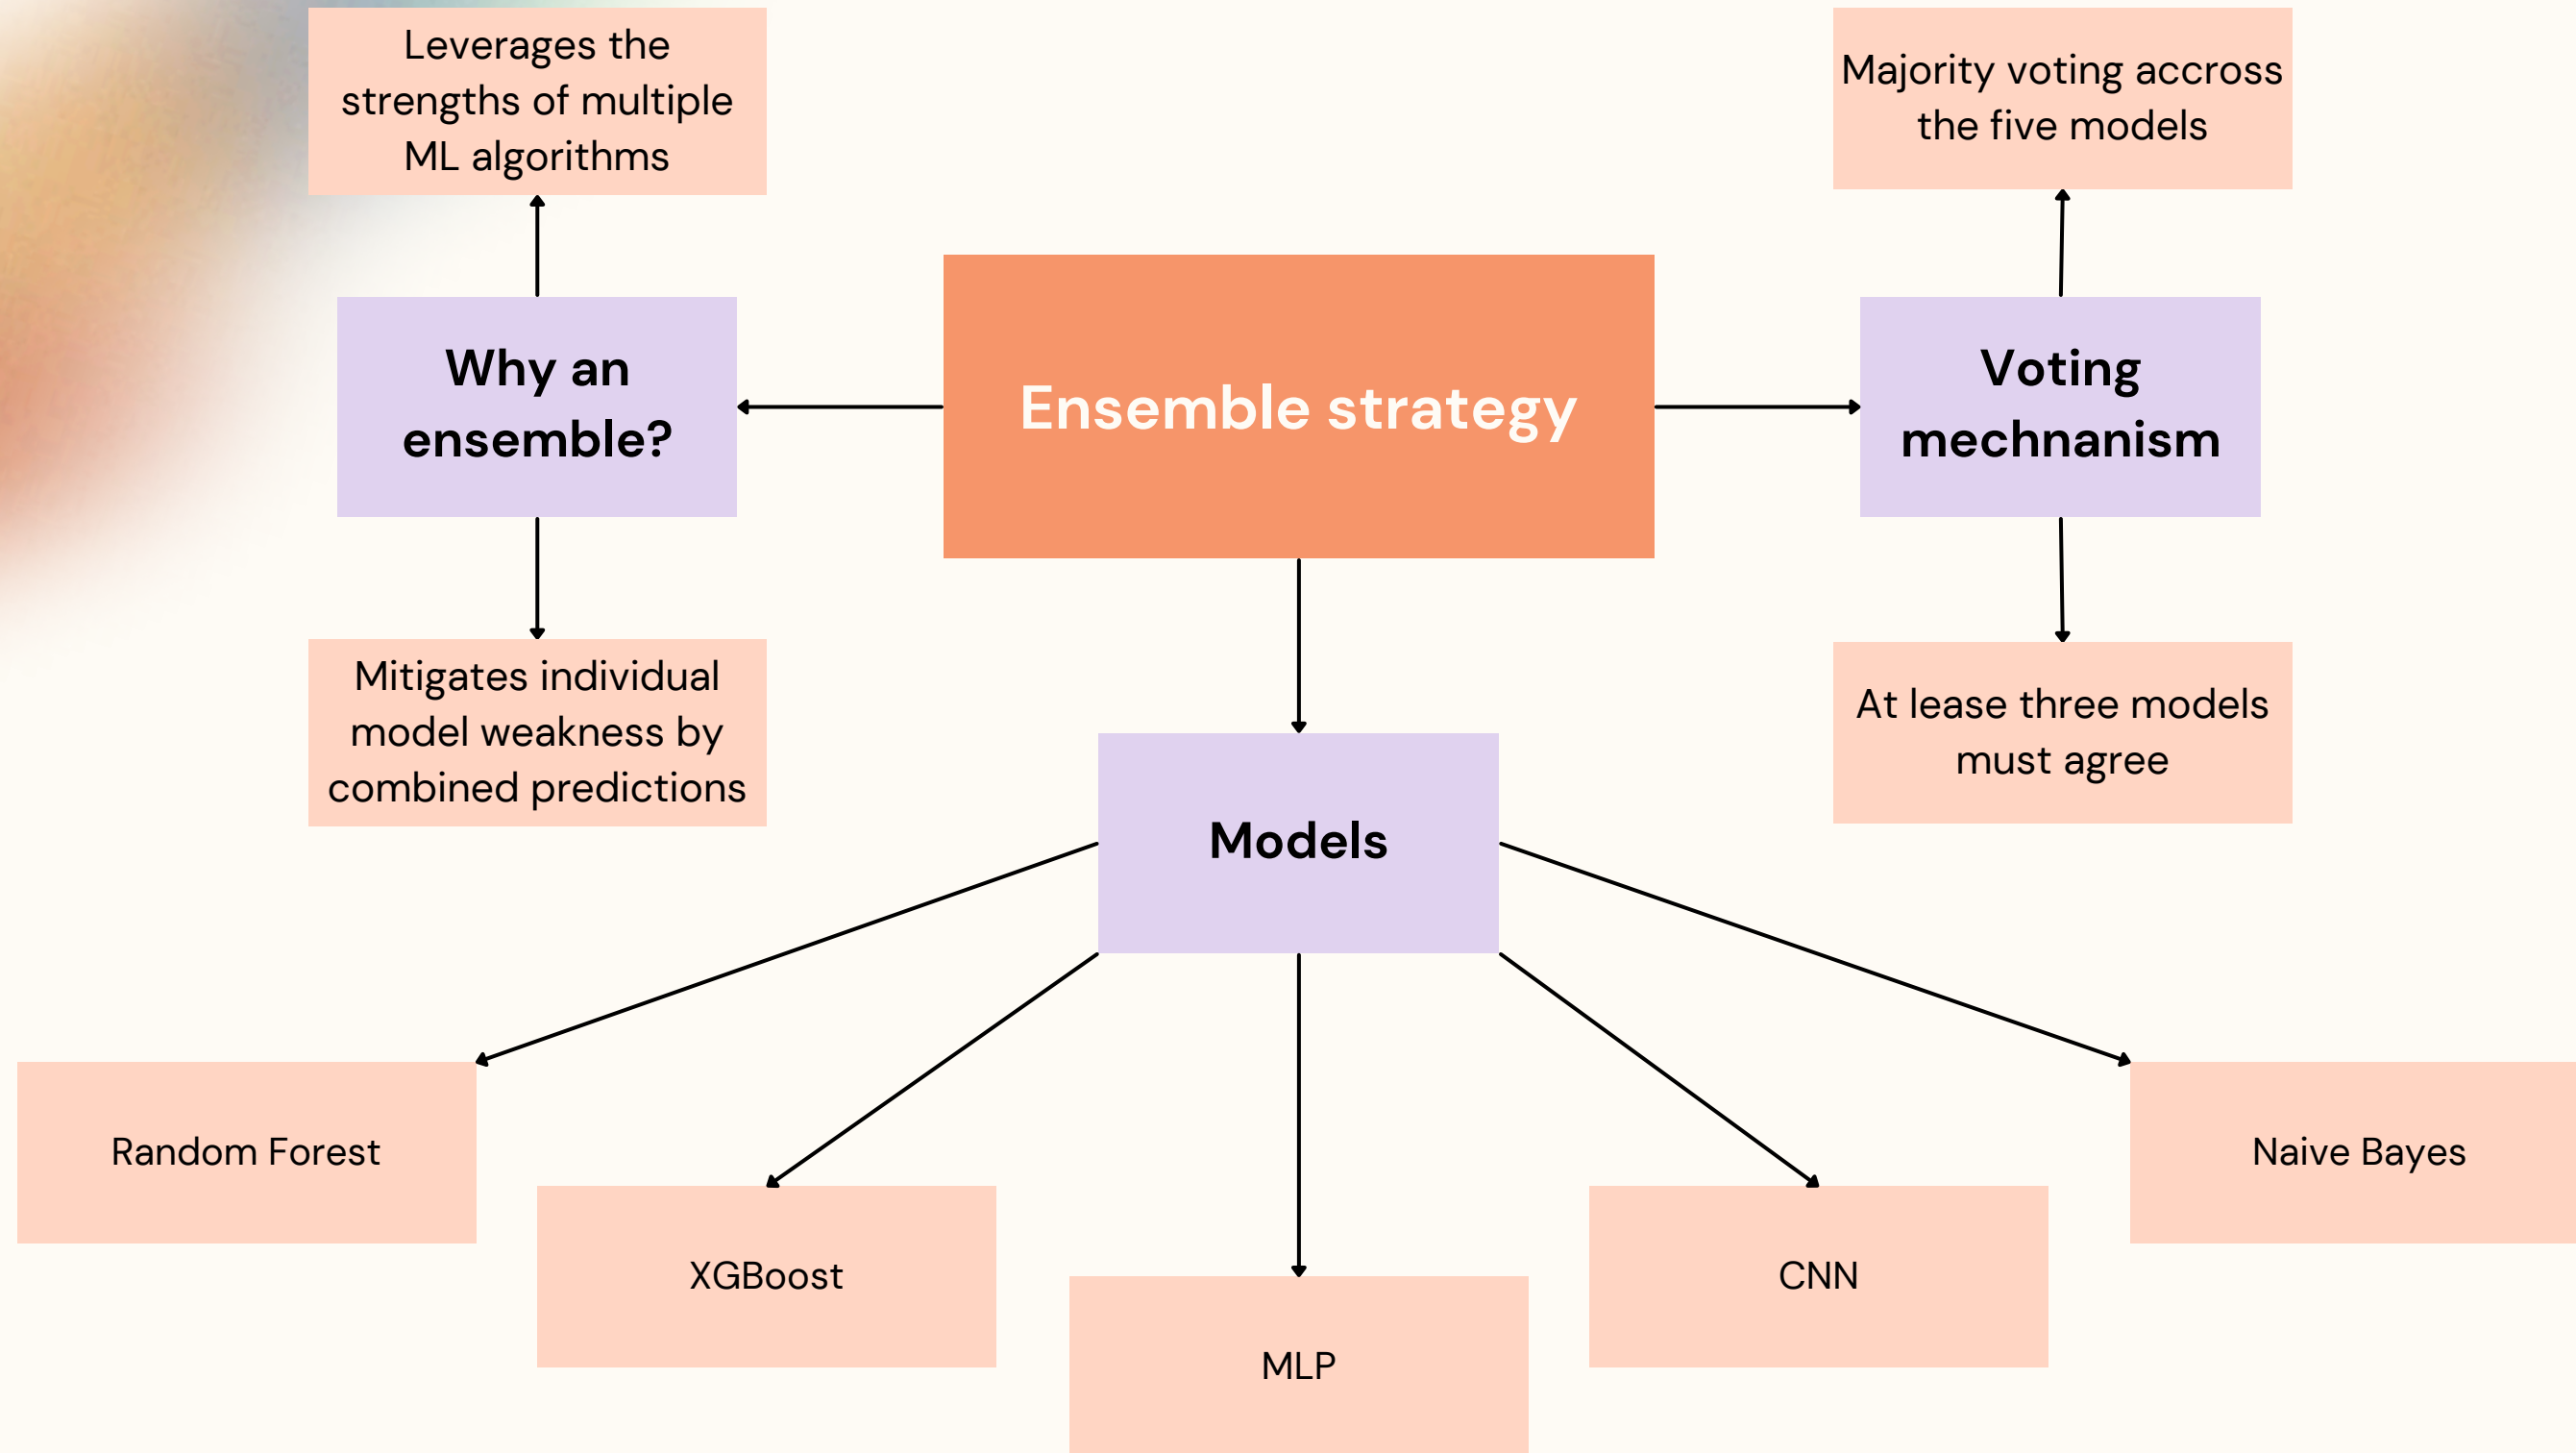 Leverages the
strengths of multiple
ML algorithms
Majority voting accross
the five models
Why an
ensemble?
Ensemble strategy
Voting
mechnanism
Mitigates individual
model weakness by
combined predictions
At lease three models
must agree
Models
Random Forest
XGBoost
MLP
CNN
Naive Bayes